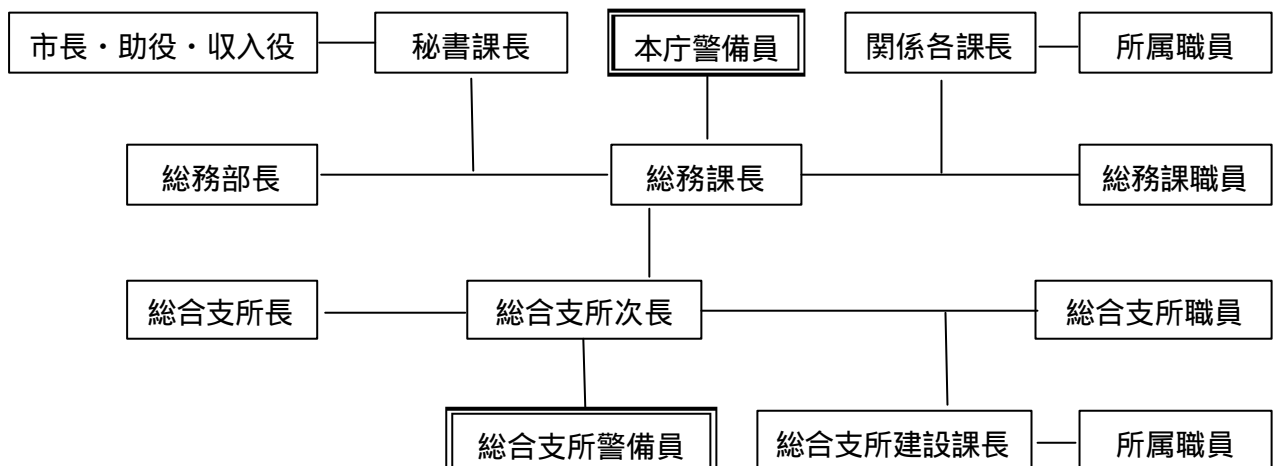 市長・助役・収入役 秘書課長 本庁警備員 関係各課長 所属職員
総務部長 総務課長 総務課職員
総合支所長 総合支所次長 総合支所職員
総合支所警備員 総合支所建設課長 所属職員